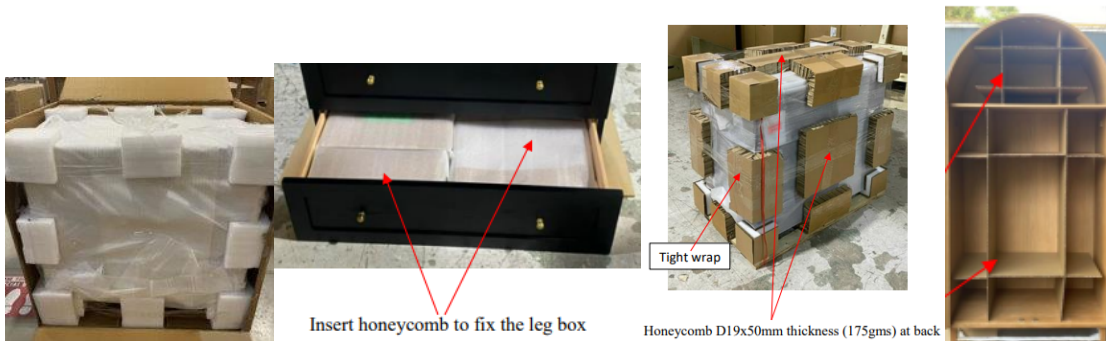 Tight wrap
Insert honeycomb to fix the leg box
Honeycomb D19x50mm thickness (175gms) at back